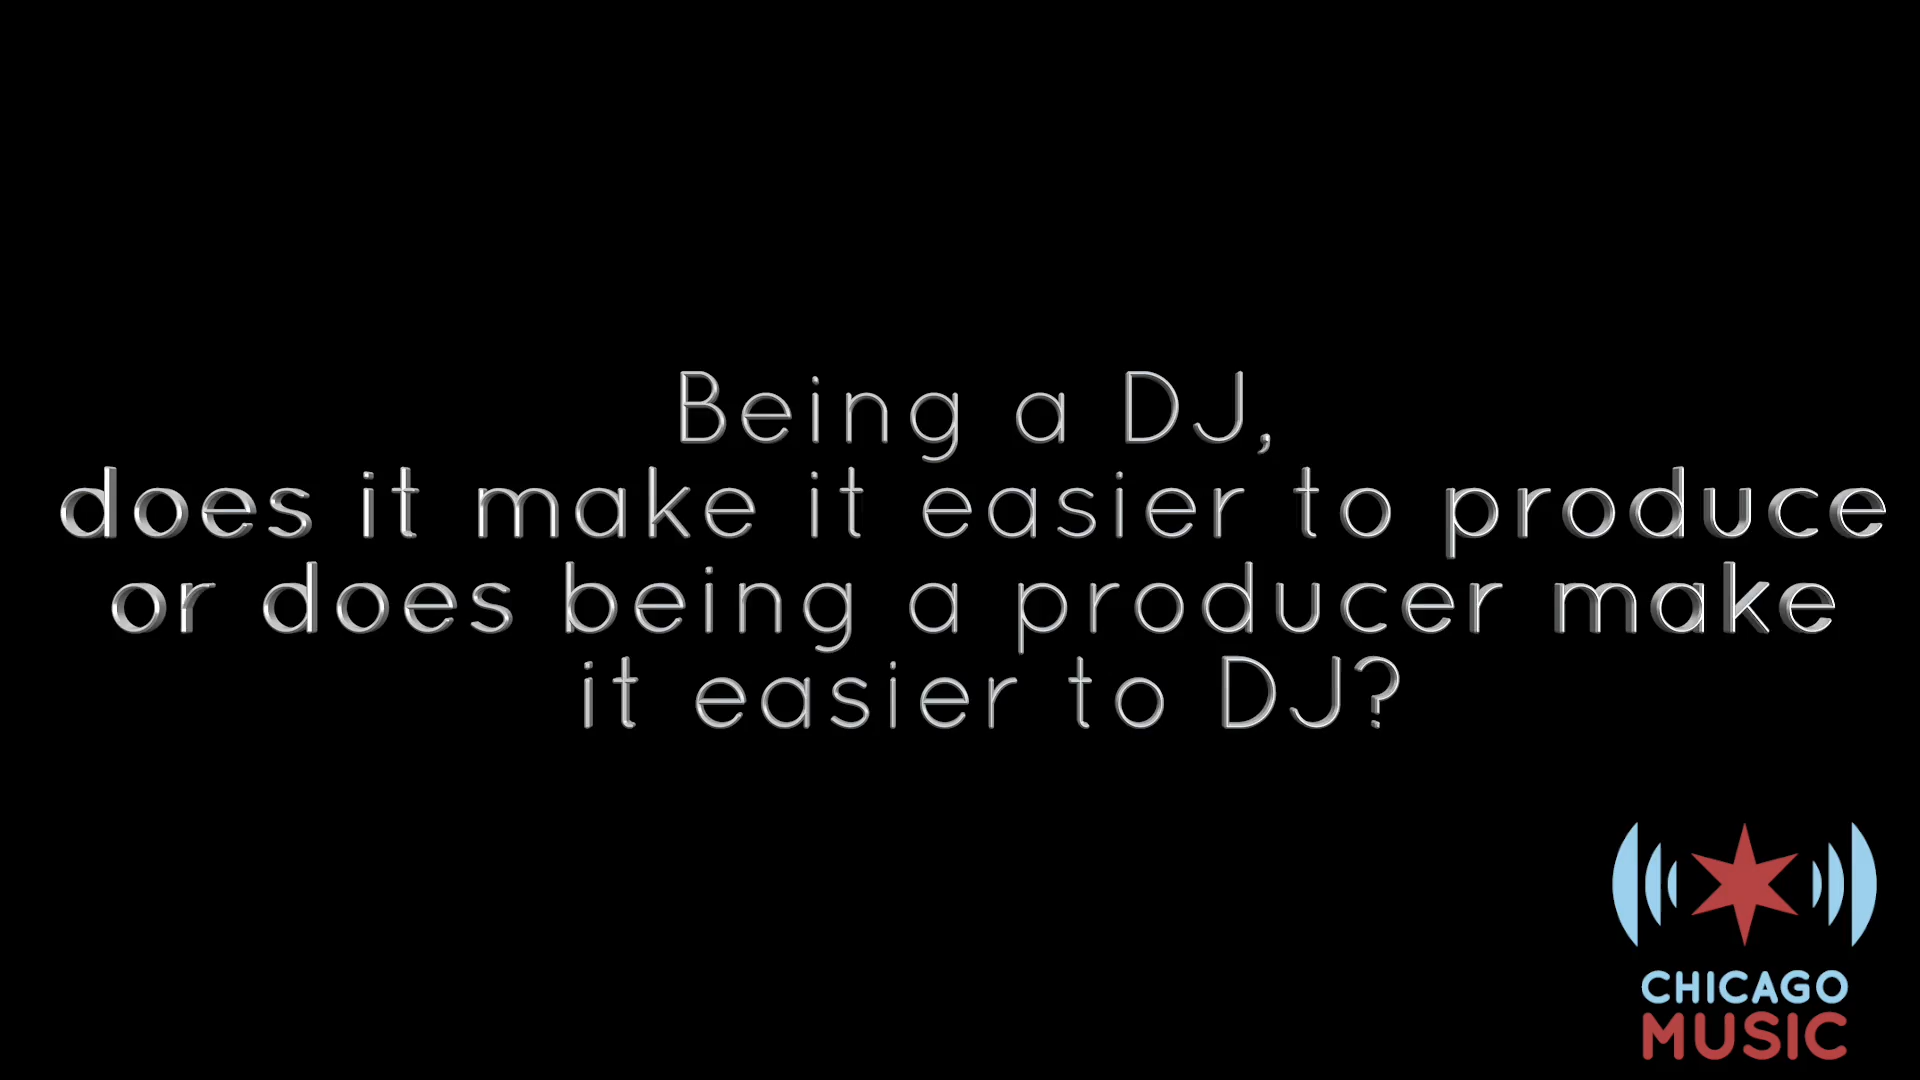 Being a DJ,
does it make it easier to produce
or does being a producer make
it easier to DJ?
CHICAGO
MUSIC